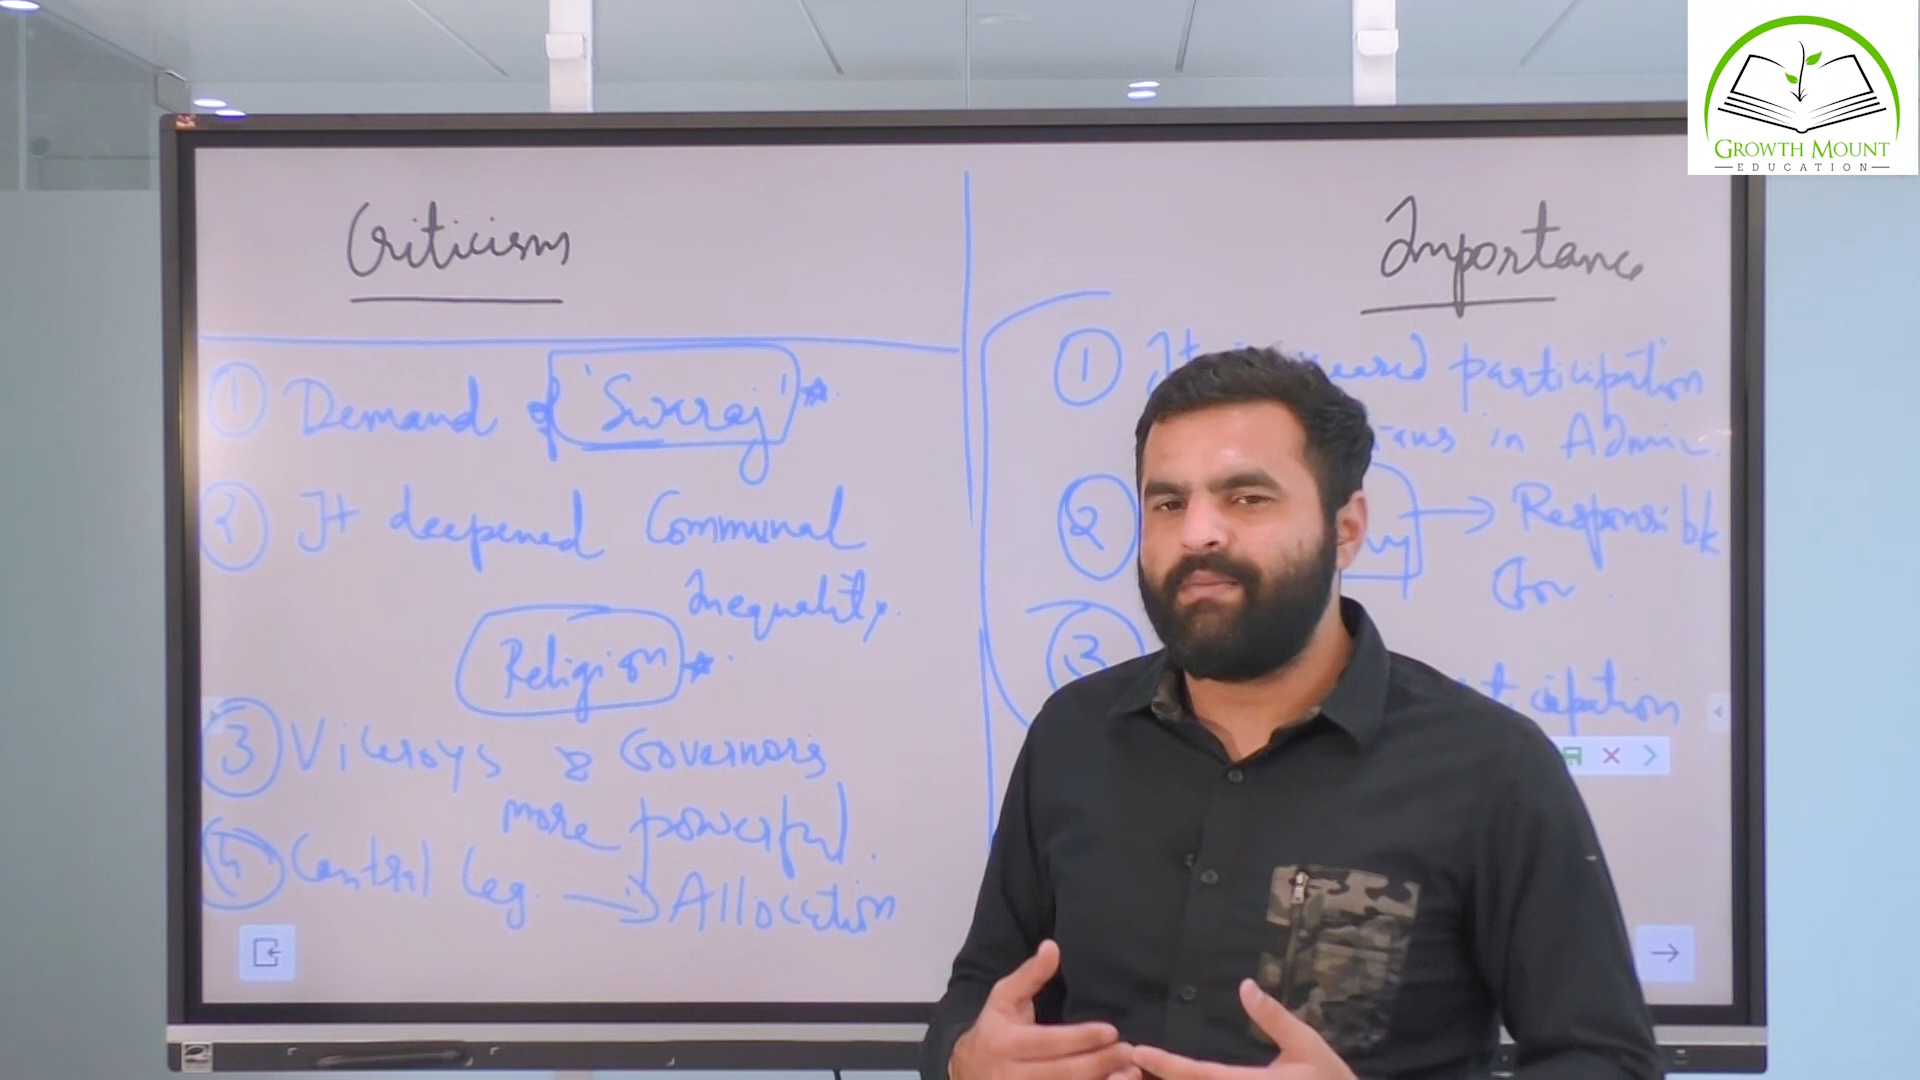 GROWTH MOUNT
EDUCATION
Criticism
① Demand of 'Swaraj'
② It deepened Communal
Inequality.
Religion
③ Viceroys & Governors
more powerful.
④ Central Leg. → Allocation
Importance
① It participation
in Admin.
② → Responsible
Gov.
③